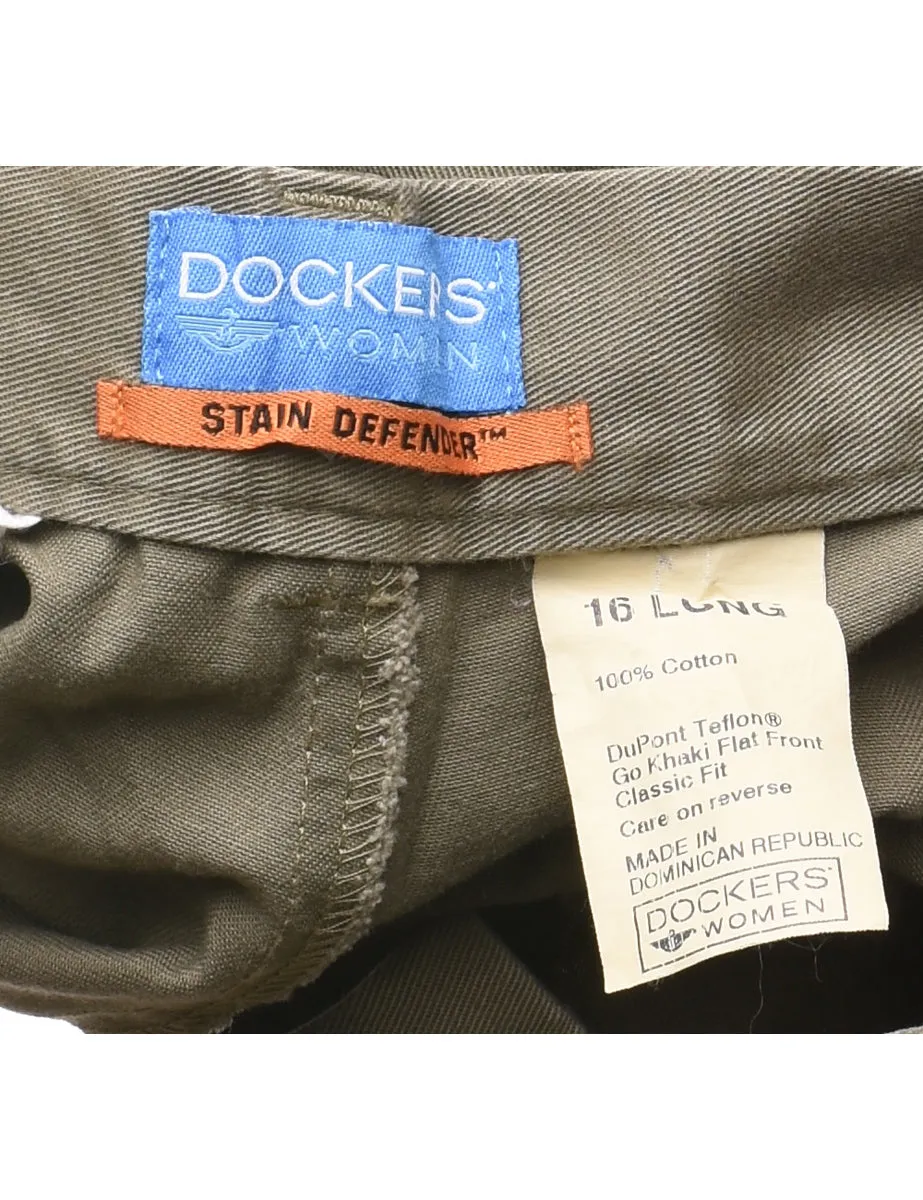 DOCKERS®
WOMEN
STAIN DEFENDER™
16 LONG
100% Cotton
DuPont Teflon®
Go Khaki Flat Front
Classic Fit
Care on reverse
MADE IN
DOMINICAN REPUBLIC
DOCKERS®
WOMEN